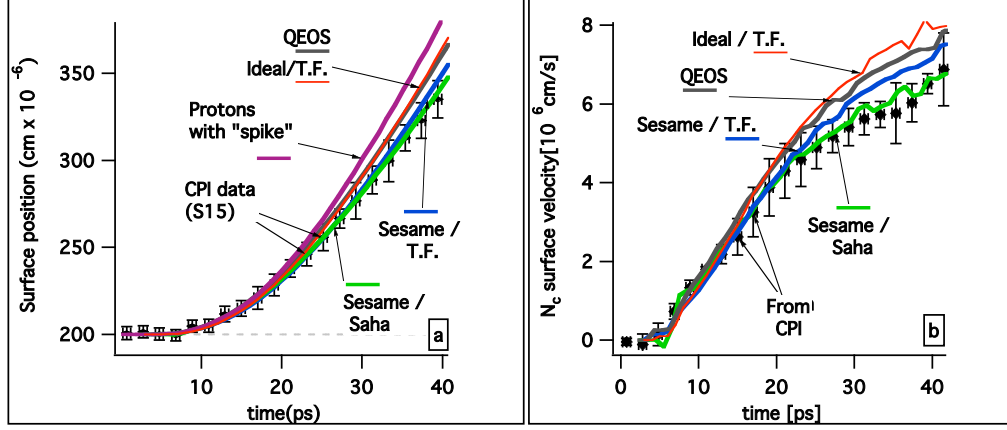 Surface position (cm x 10 -6)
350
300
250
200
10
20
30
40
time(ps)
QEOS
Ideal/T.F.
Protons
with "spike"
CPI data
(S15)
Sesame /
T.F.
Sesame /
Saha
a
Nc surface velocity[10 6cm/s]
8
6
4
2
0
0
10
20
30
40
time [ps]
Ideal / T.F.
QEOS
Sesame / T.F.
Sesame /
Saha
From
CPI
b